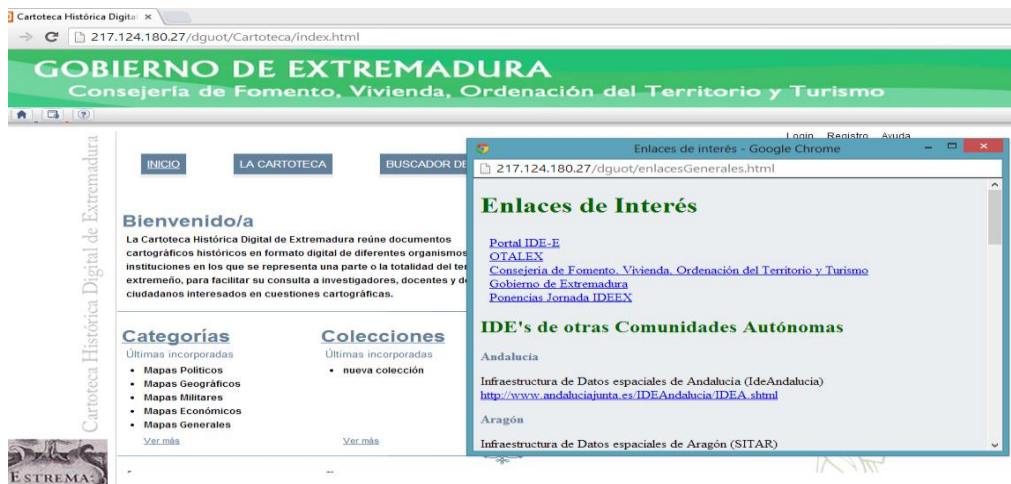 Cartoteca Histórica Digital
217.124.180.27/dguot/Cartoteca/index.html
GOBIERNO DE EXTREMADURA
Consejería de Fomento, Vivienda, Ordenación del Territorio y Turismo
Login Registro Ayuda
Cartoteca Histórica Digital de Extremadura
INICIO
LA CARTOTECA
BUSCADOR DE
Bienvenido/a
La Cartoteca Histórica Digital de Extremadura reúne documentos
cartográficos históricos en formato digital de diferentes organismos
instituciones en los que se representa una parte o la totalidad del ter
extremeño, para facilitar su consulta a investigadores, docentes y d
ciudadanos interesados en cuestiones cartográficas.
Categorías
Últimas incorporadas
• Mapas Politicos
• Mapas Geográficos
• Mapas Militares
• Mapas Económicos
• Mapas Generales
Ver más
Colecciones
Últimas incorporadas
• nueva colección
Ver más
ESTREMA:
Enlaces de interés - Google Chrome
217.124.180.27/dguot/enlacesGenerales.html
Enlaces de Interés
Portal IDE-E
OTALEX
Consejería de Fomento, Vivienda, Ordenación del Territorio y Turismo
Gobierno de Extremadura
Ponencias Jornada IDEEX
IDE's de otras Comunidades Autónomas
Andalucía
Infraestructura de Datos espaciales de Andalucia (IdeAndalucia)
http://www.andaluciajunta.es/IDEAndalucia/IDEA.shtml
Aragón
Infraestructura de Datos espaciales de Aragón (SITAR)